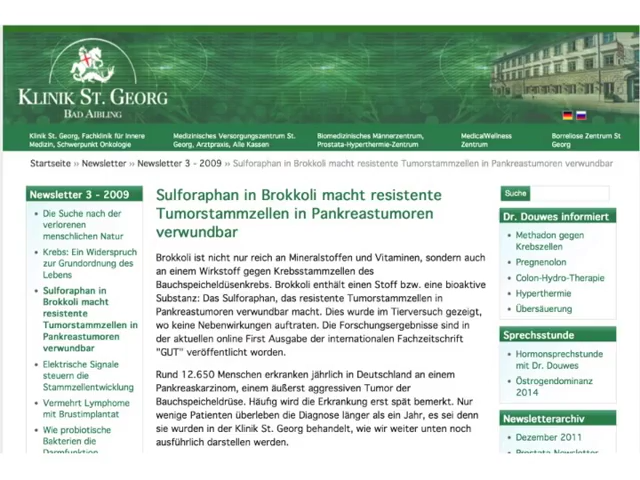 KLINIK ST. GEORG
BAD AIBLING
Klinik St. Georg, Fachklinik für Innere
Medizin, Schwerpunkt Onkologie
Medizinisches Versorgungszentrum St.
Georg, Arztpraxis, Alle Kassen
Biomedizinisches Männerzentrum,
Prostata-Hyperthermie-Zentrum
MedicalWellness
Zentrum
Borreliose Zentrum St
Georg
Startseite » Newsletter » Newsletter 3 - 2009 » Sulforaphan in Brokkoli macht resistente Tumorstammzellen in Pankreastumoren verwundbar
Newsletter 3 - 2009
Die Suche nach der
verlorenen
menschlichen Natur
Krebs: Ein Widerspruch
zur Grundordnung des
Lebens
Sulforaphan in
Brokkoli macht
resistente
Tumorstammzellen in
Pankreastumoren
verwundbar
Elektrische Signale
steuern die
Stammzellentwicklung
Vermehrt Lymphome
mit Brustimplantat
Wie probiotische
Bakterien die
Darmfunktion
Sulforaphan in Brokkoli macht resistente
Tumorstammzellen in Pankreastumoren
verwundbar
Brokkoli ist nicht nur reich an Mineralstoffen und Vitaminen, sondern auch
an einem Wirkstoff gegen Krebsstammzellen des
Bauchspeicheldüsenkrebs. Brokkoli enthält einen Stoff bzw. eine bioaktive
Substanz: Das Sulforaphan, das resistente Tumorstammzellen in
Pankreastumoren verwundbar macht. Dies wurde im Tierversuch gezeigt,
wo keine Nebenwirkungen auftraten. Die Forschungsergebnisse sind in
der aktuellen online First Ausgabe der internationalen Fachzeitschrift
"GUT" veröffentlicht worden.
Rund 12.650 Menschen erkranken jährlich in Deutschland an einem
Pankreaskarzinom, einem äußerst aggressiven Tumor der
Bauchspeicheldrüse. Häufig wird die Erkrankung erst spät bemerkt. Nur
wenige Patienten überleben die Diagnose länger als ein Jahr, es sei denn
sie wurden in der Klinik St. Georg behandelt, wie wir weiter unten noch
ausführlich darstellen werden.
Suche
Dr. Douwes informiert
Methadon gegen
Krebszellen
Pregnenolon
Colon-Hydro-Therapie
Hyperthermie
Übersäuerung
Sprechsstunde
Hormonsprechstunde
mit Dr. Douwes
Östrogendominanz
2014
Newsletterarchiv
Dezember 2011
Prostata Newsletter